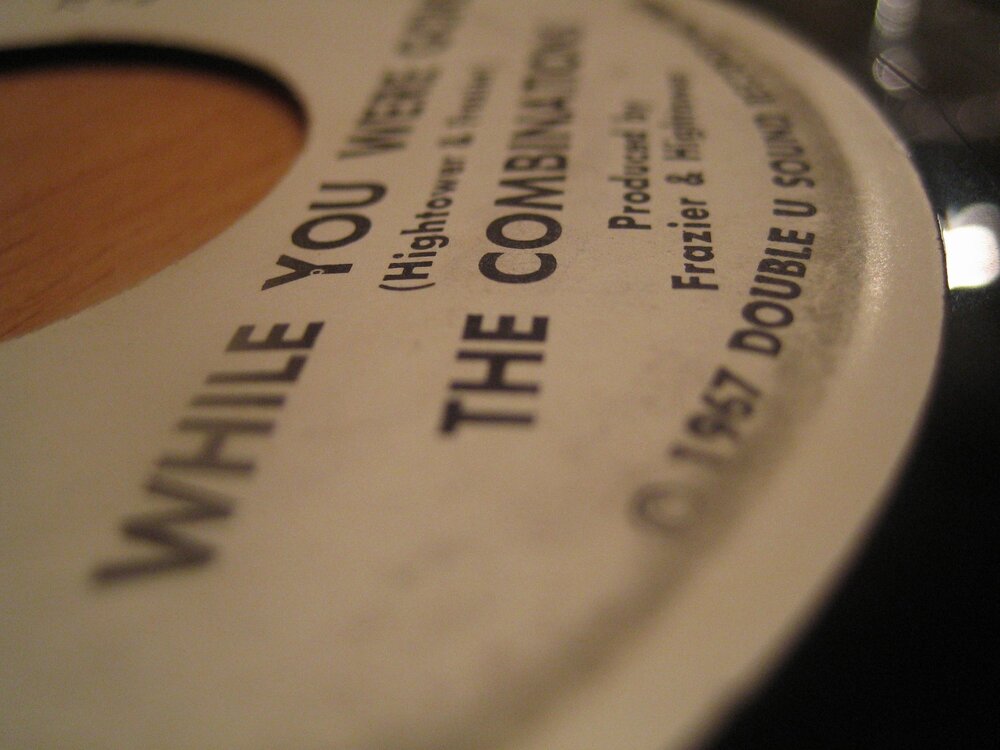 WHILE YOU WERE
(Hightower &
THE COMBINATIONS
Produced by
Frazier & Hightower
© 1967 DOUBLE U SOUND